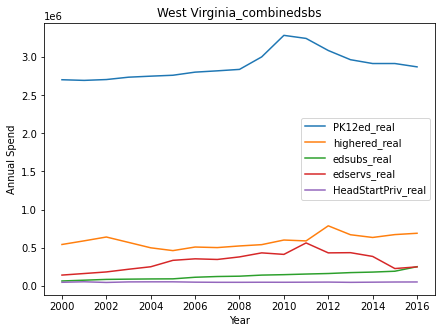 West Virginia_combinedsbs
1e6
3.0
2.5
2.0
1.5
1.0
0.5
0.0
Annual Spend
PK12ed_real
highered_real
edsubs_real
edservs_real
HeadStartPriv_real
2000 2002 2004 2006 2008 2010 2012 2014 2016
Year